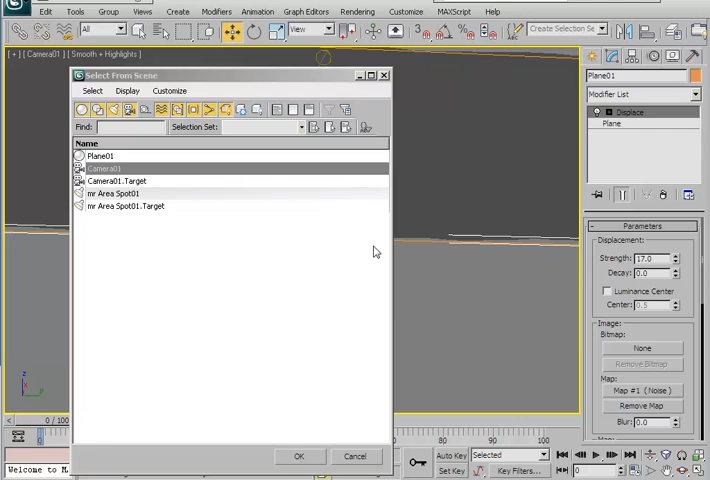 Edit Tools Group Views Create Modifiers Animation Graph Editors Rendering Customize MAXScript Help
All
View
3
Create Selection Se
[ + ] [ Camera01 ] [ Smooth + Highlights ]
Select From Scene
Select Display Customize
Find:
Selection Set:
Name
Plane01
Camera01
Camera01.Target
mr Area Spot01
mr Area Spot01.Target
OK Cancel
Plane01
Modifier List
Displace
Plane
Parameters
Displacement:
Strength: 17.0
Decay: 0.0
Luminance Center
Center: 0.5
Image:
Bitmap:
None
Remove Bitmap
Map:
Map #1 ( Noise )
Remove Map
Blur: 0.0
z
x
y
0 / 100
0
80 90 100
Welcome to M
Auto Key Selected
Set Key Key Filters... 0